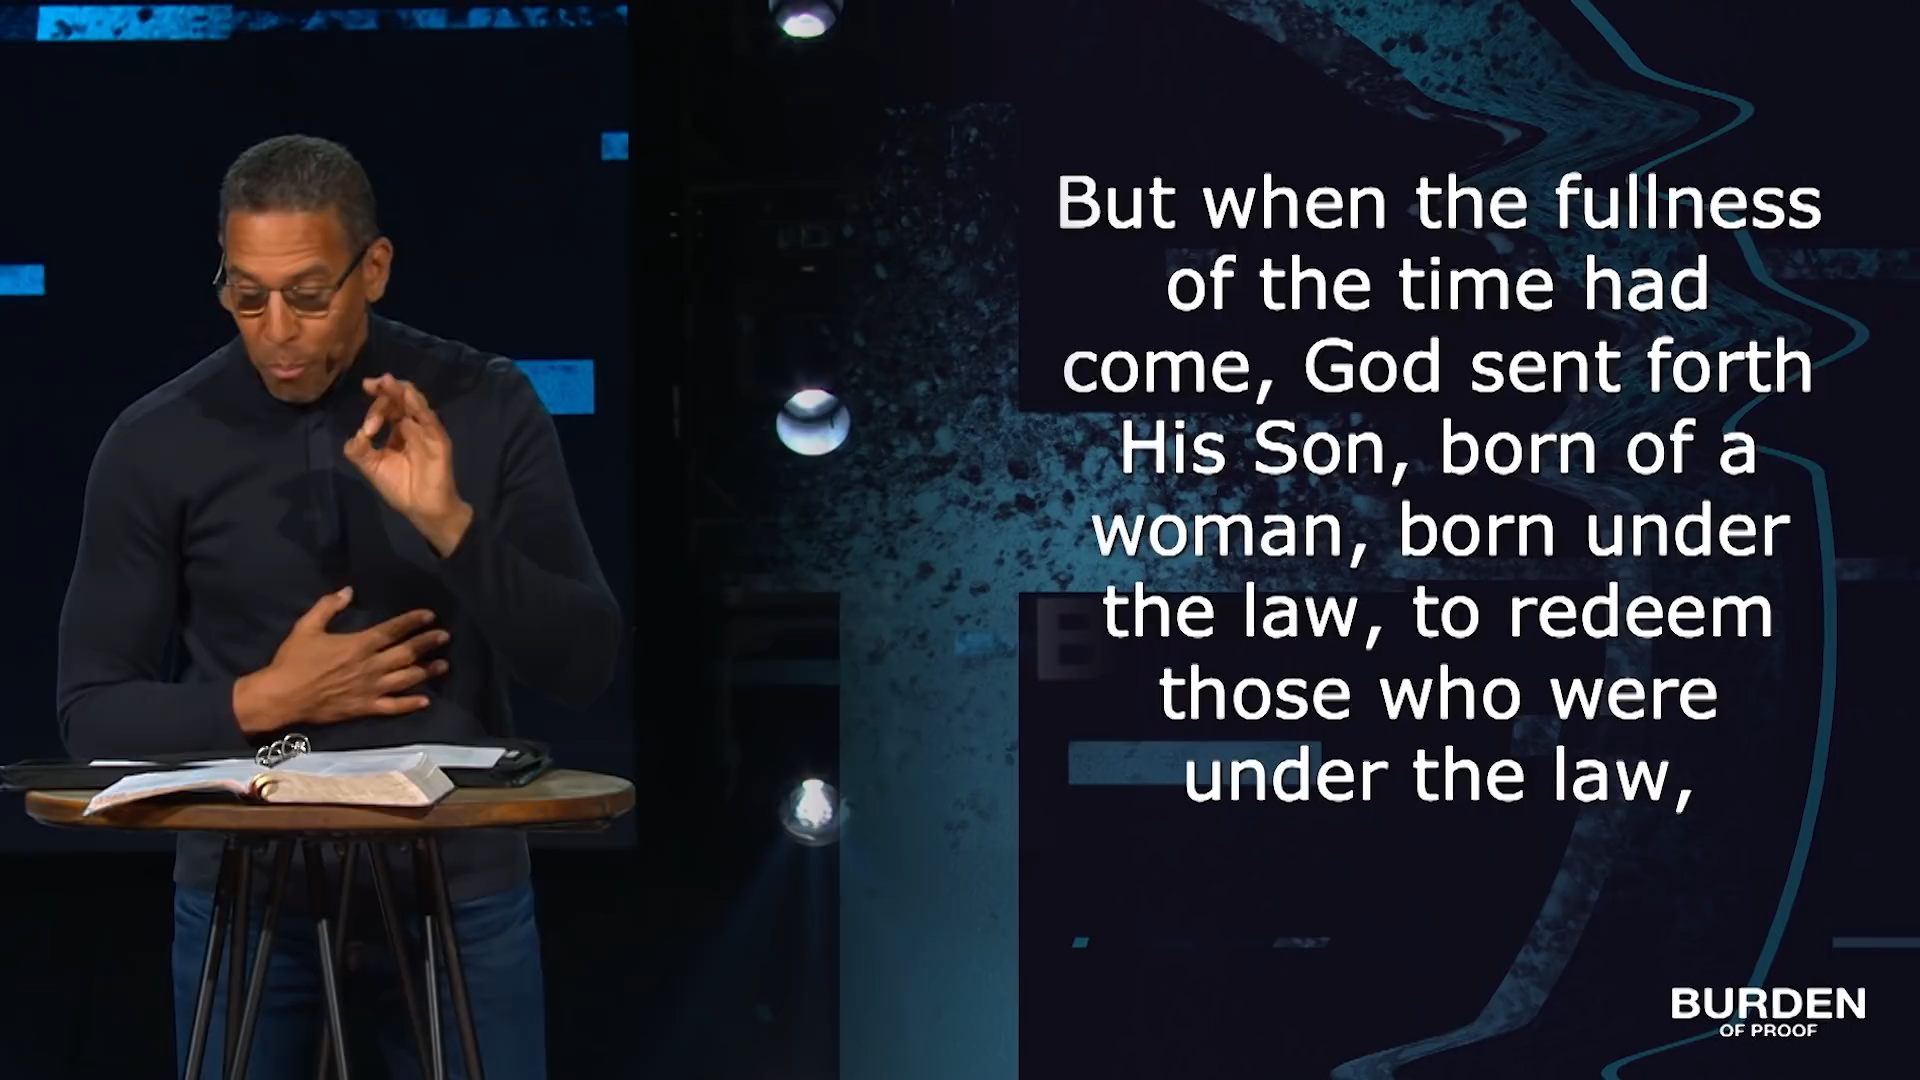 But when the fullness
of the time had
come, God sent forth
His Son, born of a
woman, born under
the law, to redeem
those who were
under the law,
B
BURDEN
OF PROOF